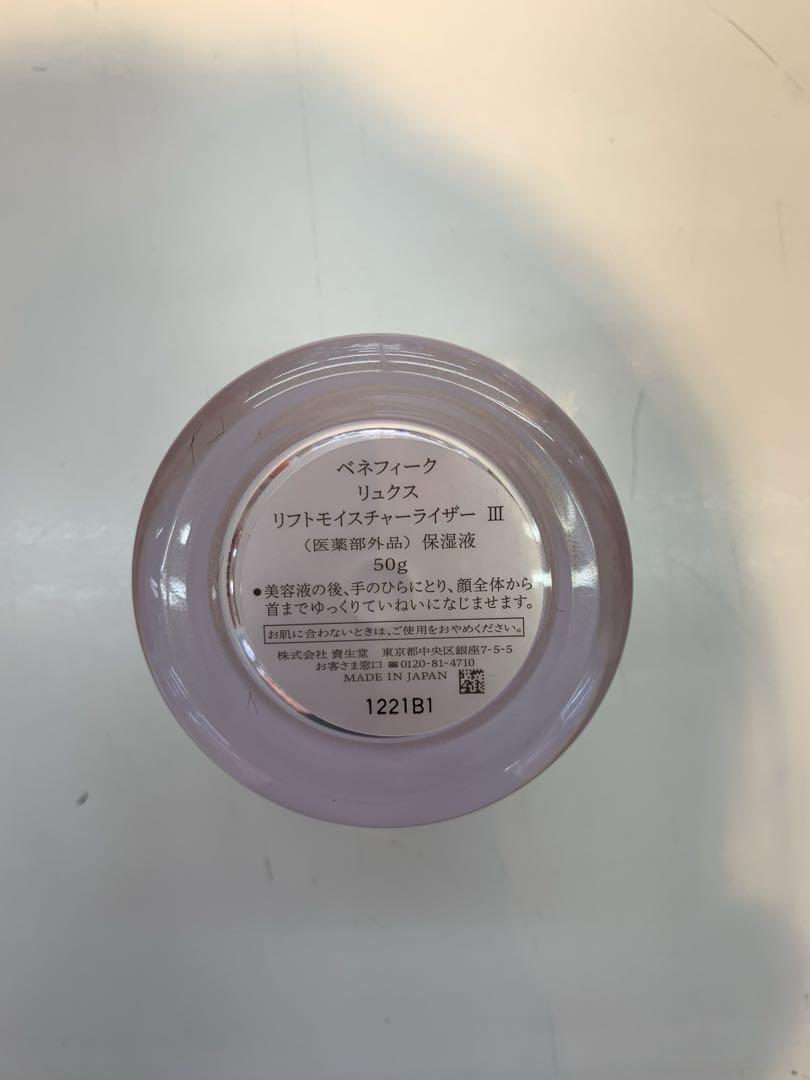 ベネフィーク
リュクス
リフトモイスチャーライザー Ⅲ
（医薬部外品）保湿液
50g
●美容液の後、手のひらにとり、顔全体から
首までゆっくりていねいになじませます。
お肌に合わないときは、ご使用をおやめください。
株式会社 資生堂　東京都中央区銀座7-5-5
お客さま窓口 ☎0120-81-4710
MADE IN JAPAN
1221B1